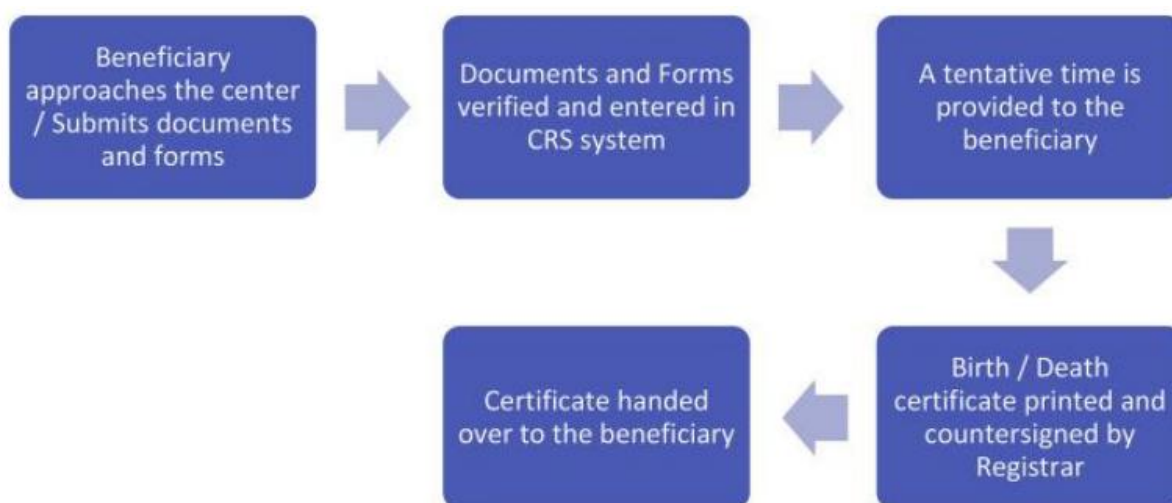 Beneficiary
approaches the center
/ Submits documents
and forms
Documents and Forms
verified and entered in
CRS system
A tentative time is
provided to the
beneficiary
Birth / Death
certificate printed and
countersigned by
Registrar
Certificate handed
over to the beneficiary